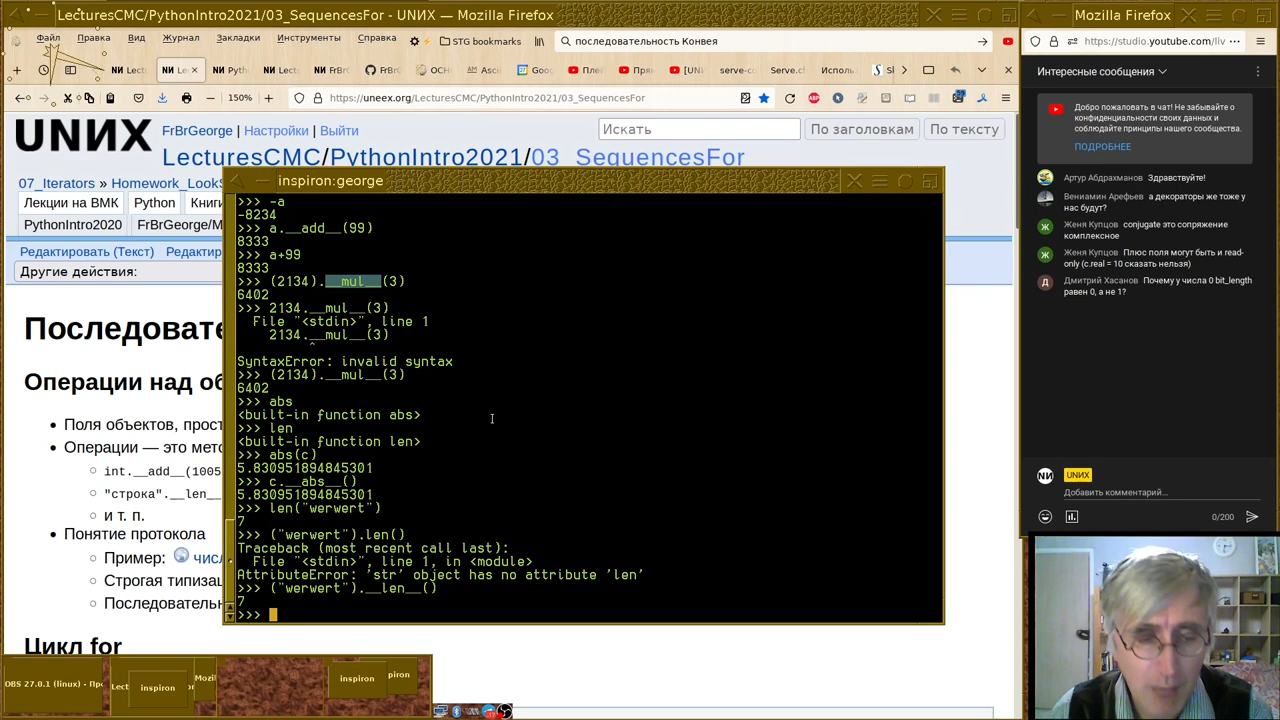 LecturesCMC/PythonIntro2021/03_SequencesFor - UNИX — Mozilla Firefox
Файл Правка Вид Журнал Закладки Инструменты Справка
STG bookmarks
последовательность Конвея
150%
https://uneex.org/LecturesCMC/PythonIntro2021/03_SequencesFor
UNИX
FrBrGeorge | Настройки | Выйти
Искать
По заголовкам
По тексту
LecturesCMC/PythonIntro2021/03_SequencesFor
07_Iterators » Homework_LookS
Лекции на ВМК
Python
Книг
PythonIntro2020
FrBrGeorge/M
Редактировать (Текст) Редактир
Другие действия:
Последовате
Операции над об
Поля объектов, прост
Операции — это мето
int.__add__(1005
"строка".__len__
и т. п.
Понятие протокола
Пример: числ
Строгая типизац
Последовательн
Цикл for
inspiron:george
>>> -a
-8234
>>> a.__add__(99)
8333
>>> a+99
8333
>>> (2134).__mul__(3)
6402
>>> 2134.__mul__(3)
File "<stdin>", line 1
2134.__mul__(3)
^
SyntaxError: invalid syntax
>>> (2134).__mul__(3)
6402
>>> abs
<built-in function abs>
>>> len
<built-in function len>
>>> abs(c)
5.830951894845301
>>> c.__abs__()
5.830951894845301
>>> len("werwert")
7
>>> ("werwert").len()
Traceback (most recent call last):
File "<stdin>", line 1, in <module>
AttributeError: 'str' object has no attribute 'len'
>>> ("werwert").__len__()
7
>>>
OBS 27.0.1 (linux) - Пр
inspiron
inspiron
Mozilla Firefox
https://studio.youtube.com/liv
Интересные сообщения
Добро пожаловать в чат! Не забывайте о
конфиденциальности своих данных и
соблюдайте принципы нашего сообщества.
ПОДРОБНЕЕ
Артур Абдрахманов Здравствуйте!
Вениамин Арефьев а декораторы же тоже у
нас будут?
Женя Купцов conjugate это сопряжение
комплексное
Женя Купцов Плюс поля могут быть и read-
only (c.real = 10 сказать нельзя)
Дмитрий Хасанов Почему у числа 0 bit_length
равен 0, а не 1?
UNИX
Добавить комментарий...
0/200